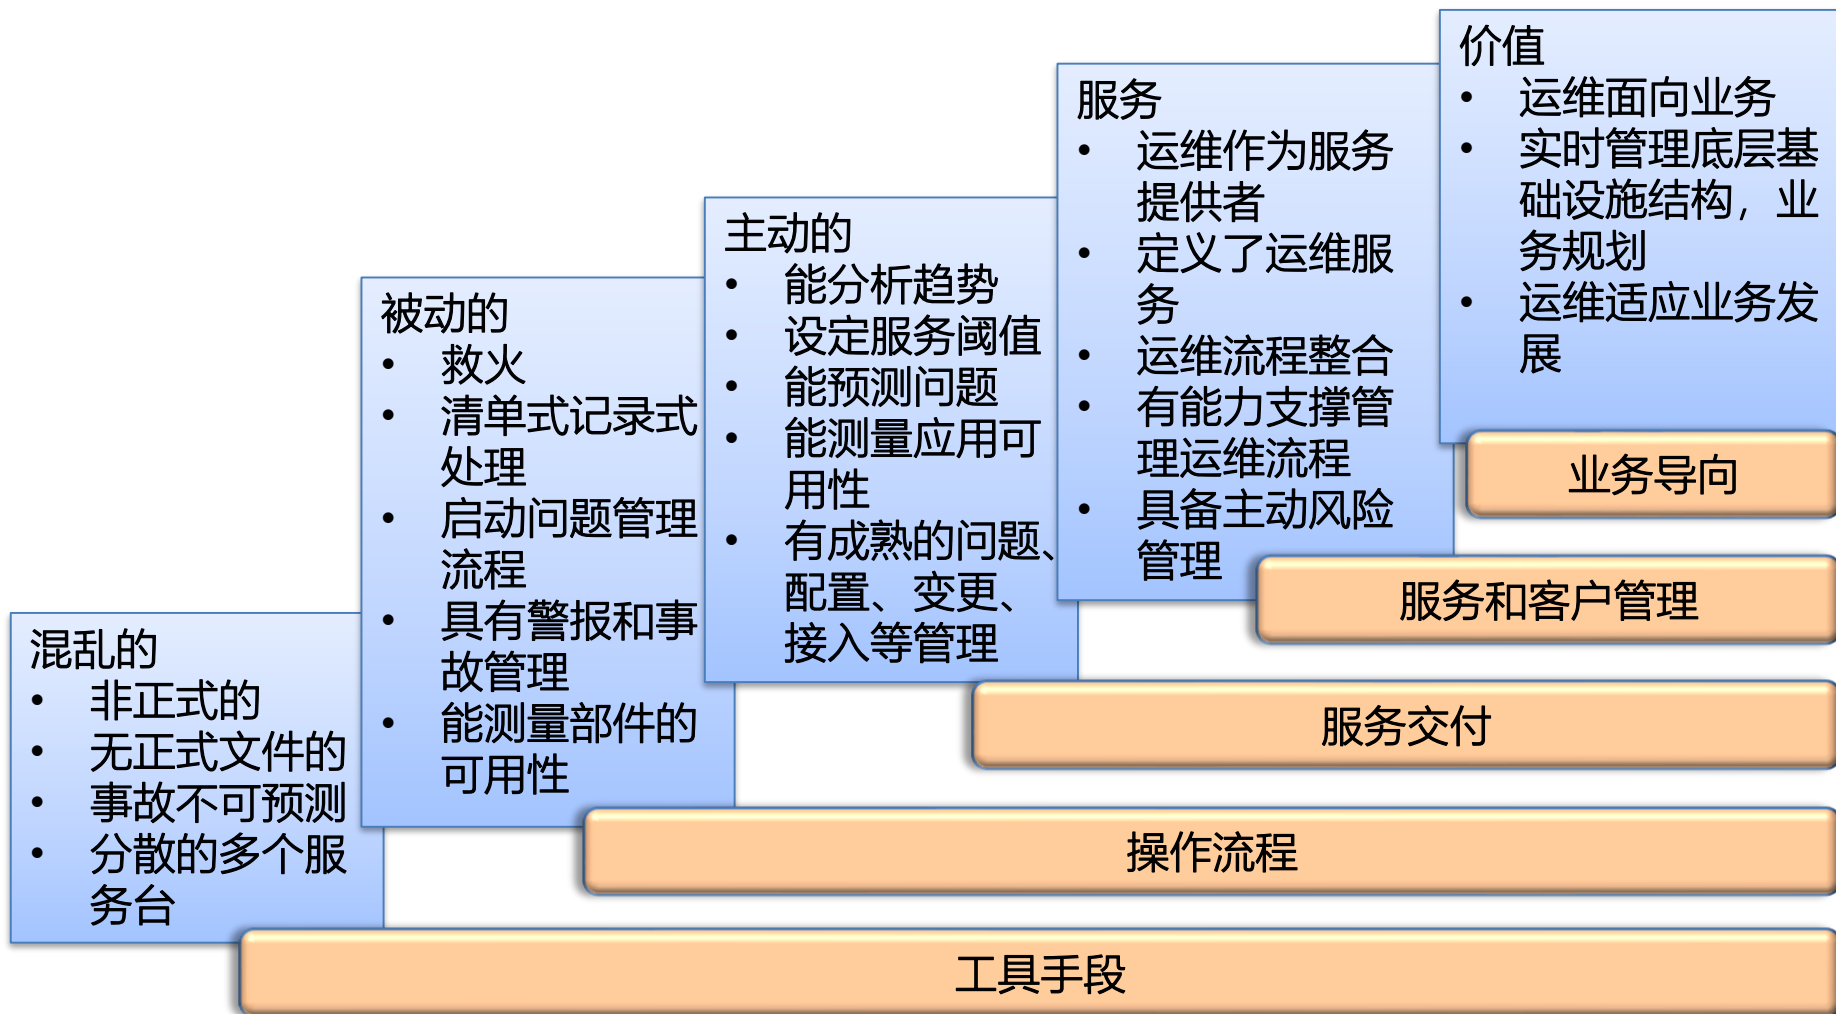 混乱的
• 非正式的
• 无正式文件的
• 事故不可预测
• 分散的多个服
务台
被动的
• 救火
• 清单式记录式
处理
• 启动问题管理
流程
• 具有警报和事
故管理
• 能测量部件的
可用性
主动的
• 能分析趋势
• 设定服务阈值
• 能预测问题
• 能测量应用可
用性
• 有成熟的问题、
配置、变更、
接入等管理
服务
• 运维作为服务
提供者
• 定义了运维服
务
• 运维流程整合
• 有能力支撑管
理运维流程
• 具备主动风险
管理
价值
• 运维面向业务
• 实时管理底层基
础设施结构，业
务规划
• 运维适应业务发
展
业务导向
服务和客户管理
服务交付
操作流程
工具手段